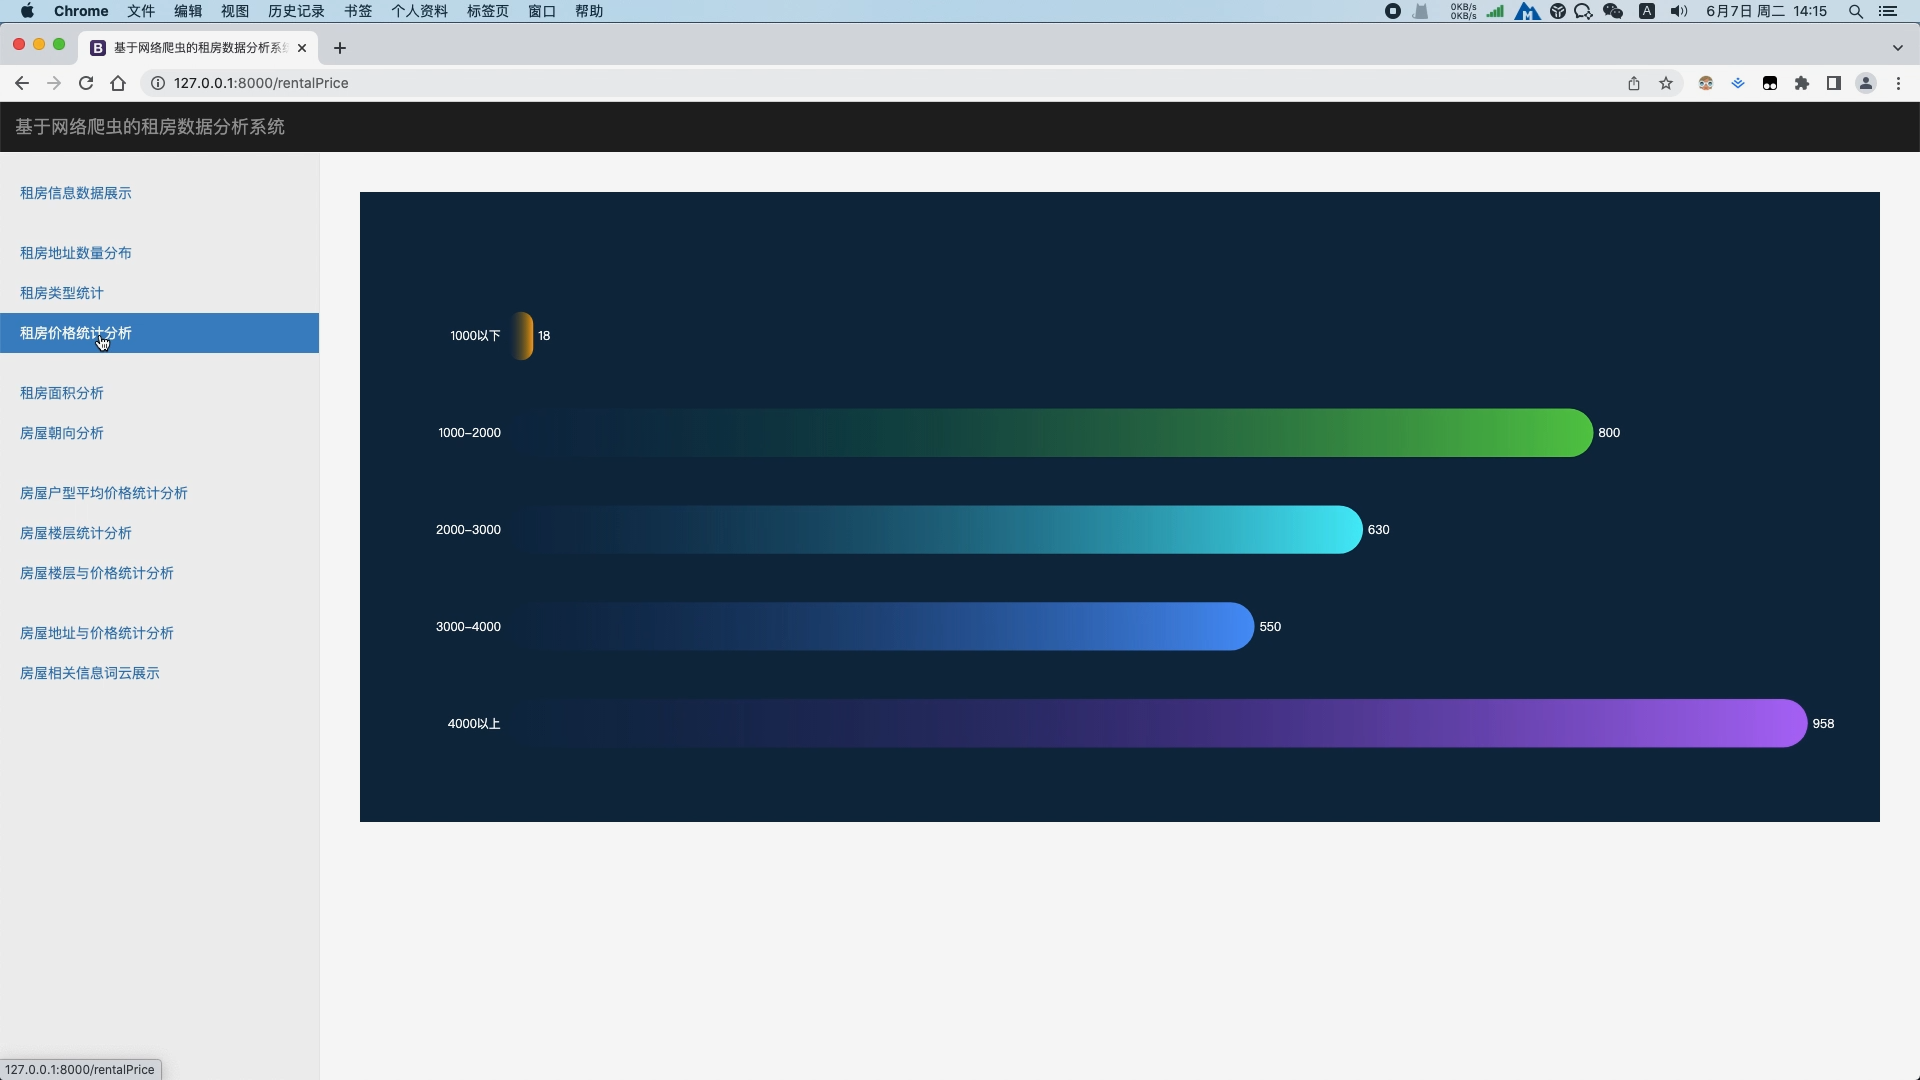 Chrome 文件 编辑 视图 历史记录 书签 个人资料 标签页 窗口 帮助
0KB/s
0KB/s
A
6月7日 周二 14:15
B 基于网络爬虫的租房数据分析系
127.0.0.1:8000/rentalPrice
基于网络爬虫的租房数据分析系统
租房信息数据展示
租房地址数量分布
租房类型统计
租房价格统计分析
租房面积分析
房屋朝向分析
房屋户型平均价格统计分析
房屋楼层统计分析
房屋楼层与价格统计分析
房屋地址与价格统计分析
房屋相关信息词云展示
1000以下 18
1000-2000 800
2000-3000 630
3000-4000 550
4000以上 958
127.0.0.1:8000/rentalPrice